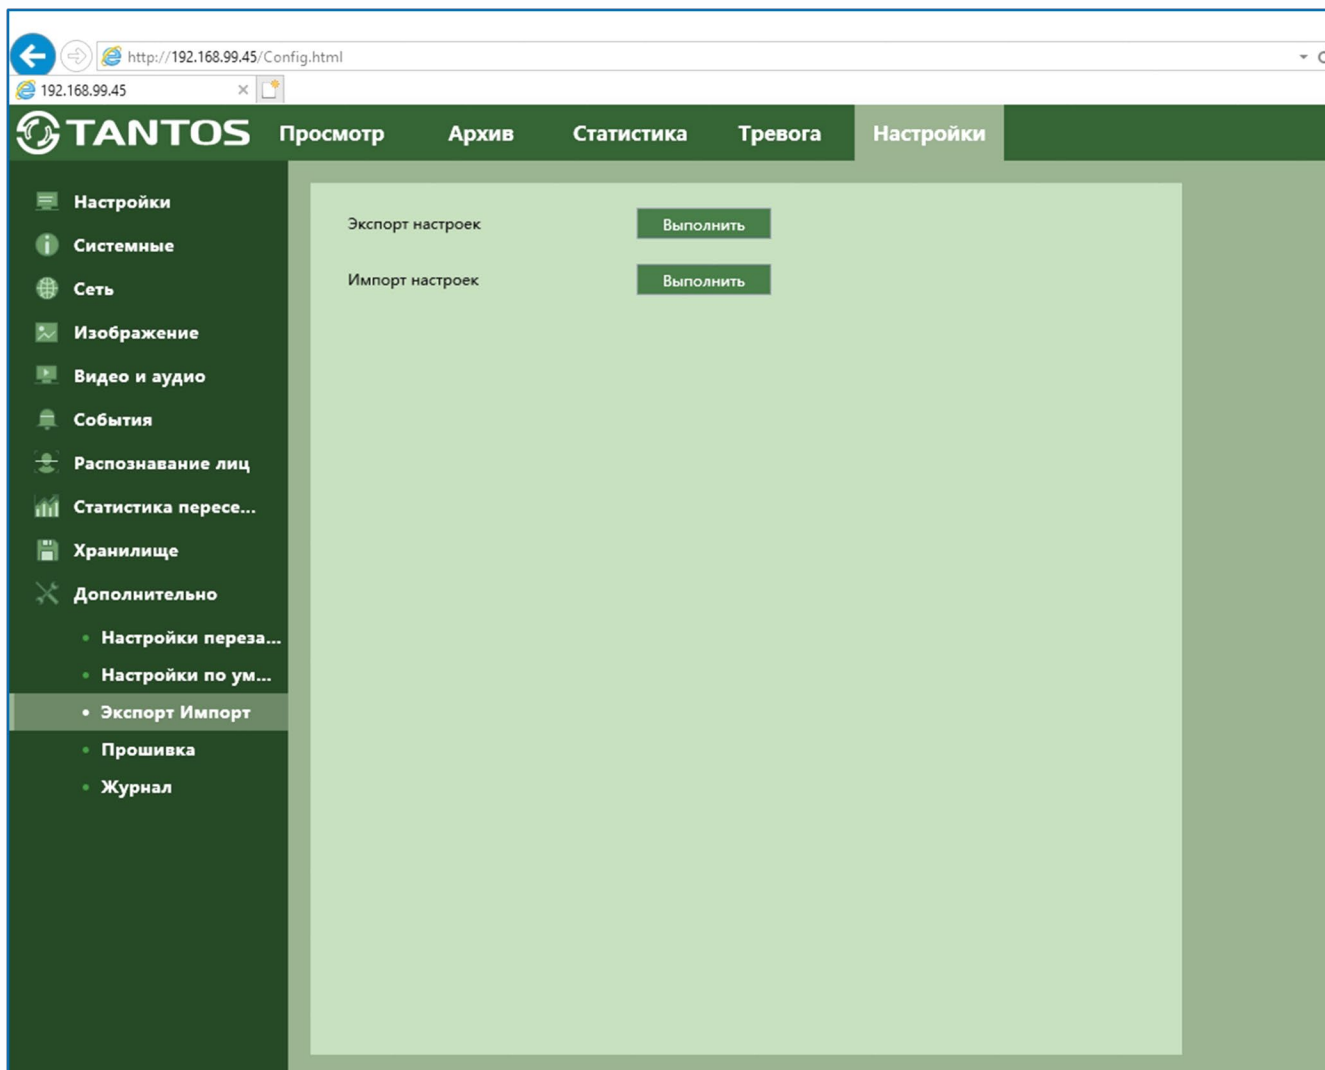 http://192.168.99.45/Config.html
192.168.99.45
TANTOS Просмотр Архив Статистика Тревога Настройки
Настройки
Системные
Сеть
Изображение
Видео и аудио
События
Распознавание лиц
Статистика пересе...
Хранилище
Дополнительно
Настройки переза...
Настройки по ум...
Экспорт Импорт
Прошивка
Журнал
Экспорт настроек Выполнить
Импорт настроек Выполнить